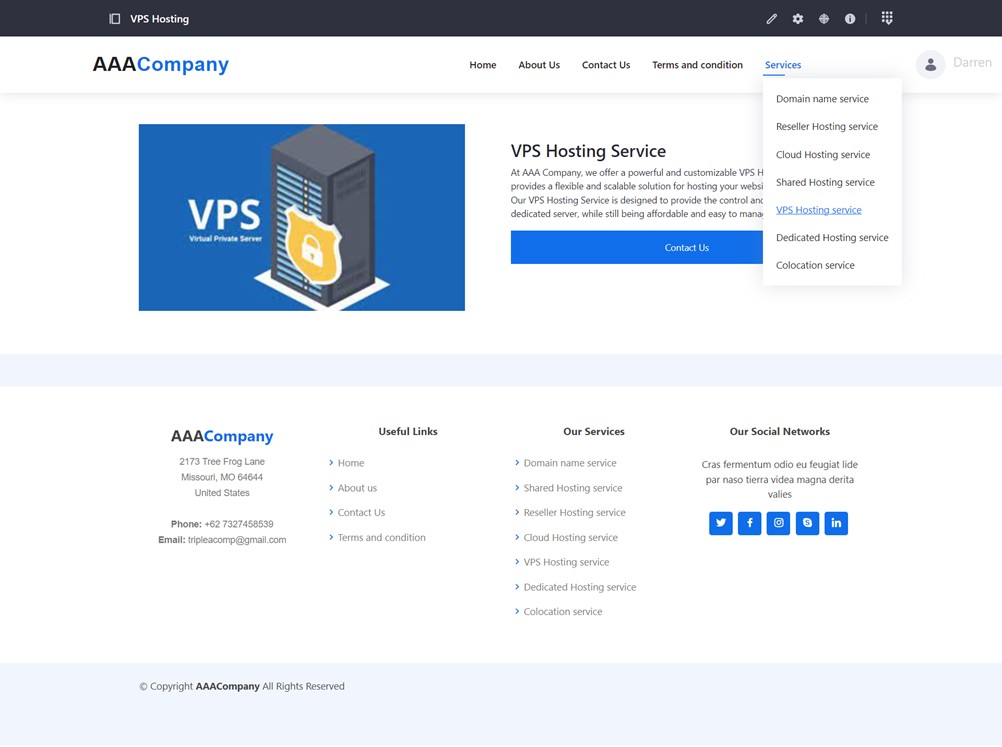 VPS Hosting
AAACompany
Home
About Us
Contact Us
Terms and condition
Services
Darren
Domain name service
Reseller Hosting service
Cloud Hosting service
Shared Hosting service
VPS Hosting service
Dedicated Hosting service
Colocation service
VPS
Virtual Private Server
VPS Hosting Service
At AAA Company, we offer a powerful and customizable VPS H
provides a flexible and scalable solution for hosting your websi
Our VPS Hosting Service is designed to provide the control and
dedicated server, while still being affordable and easy to mana
Contact Us
AAACompany
2173 Tree Frog Lane
Missouri, MO 64644
United States
Phone: +62 7327458539
Email: tripleacomp@gmail.com
Useful Links
Home
About us
Contact Us
Terms and condition
Our Services
Domain name service
Shared Hosting service
Reseller Hosting service
Cloud Hosting service
VPS Hosting service
Dedicated Hosting service
Colocation service
Our Social Networks
Cras fermentum odio eu feugiat lide
par naso tierra videa magna derita
valies
© Copyright AAACompany All Rights Reserved